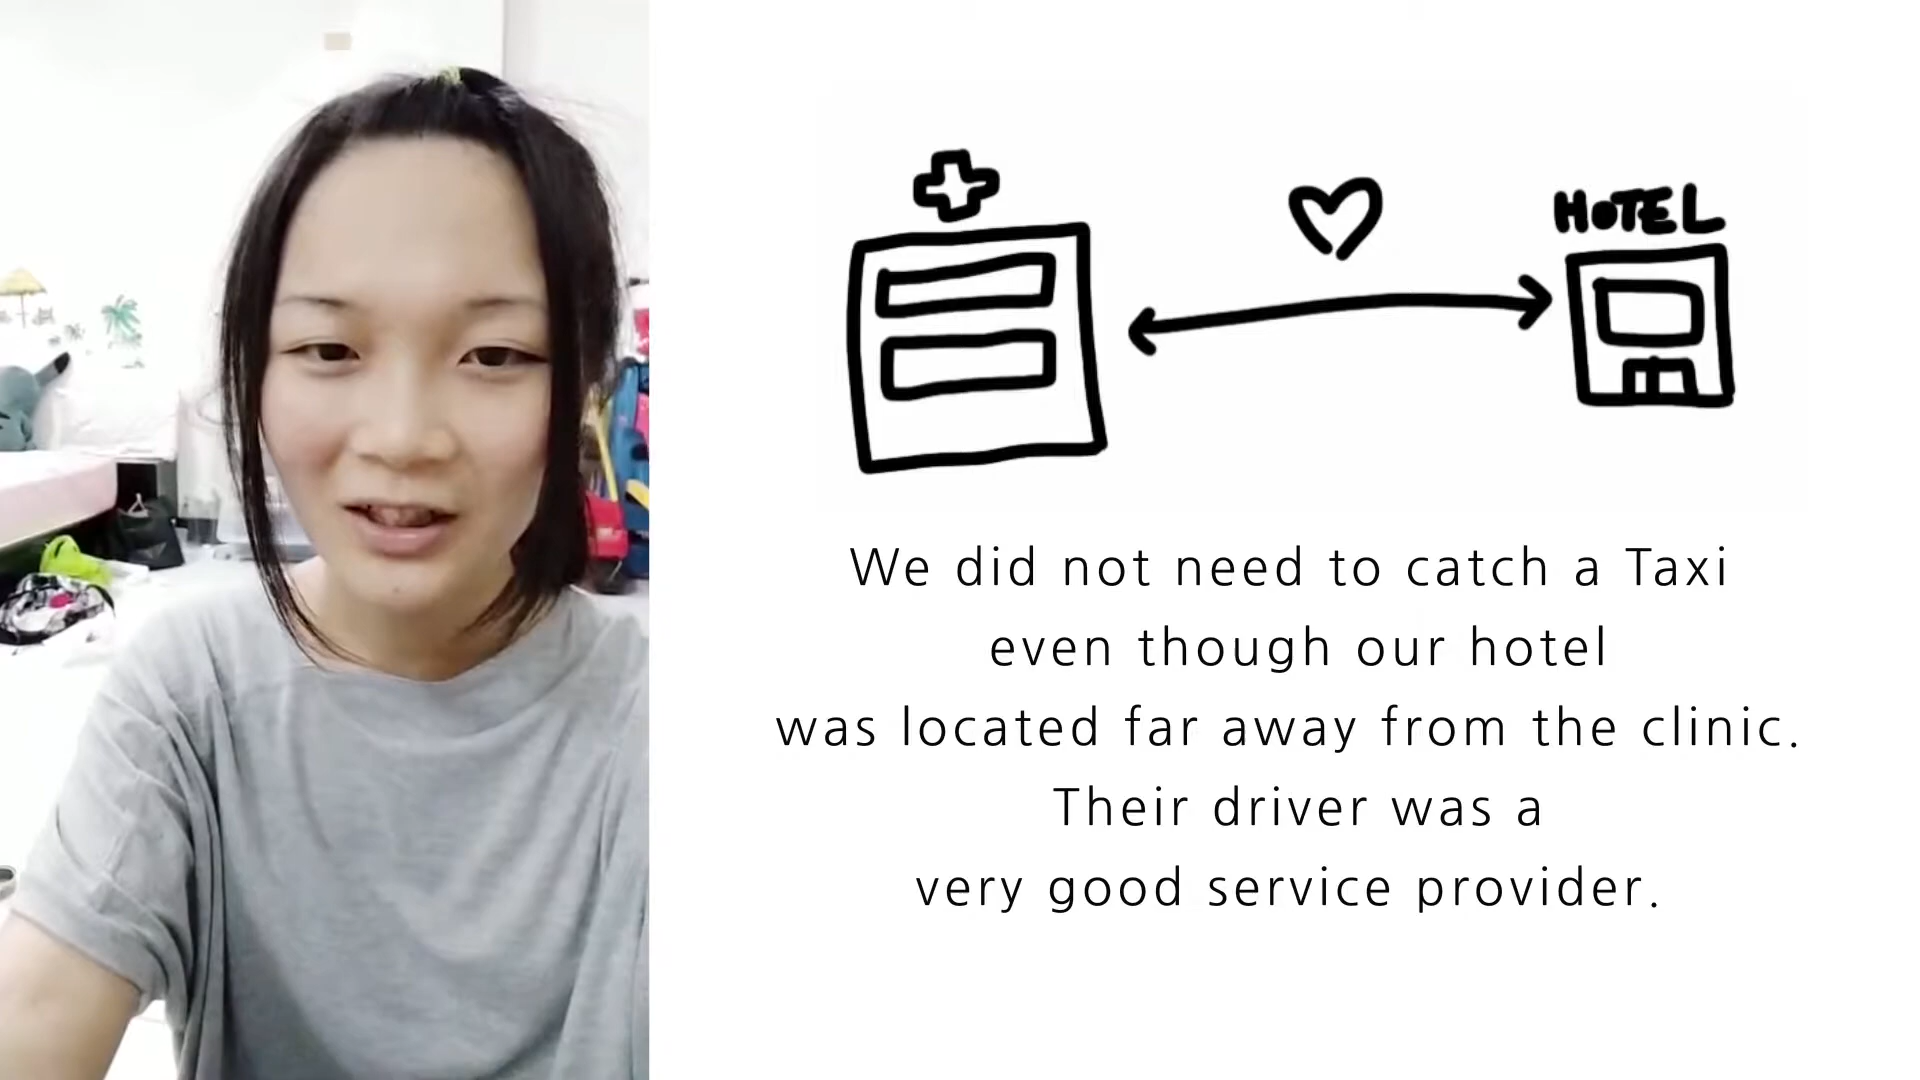 HOTEL
We did not need to catch a Taxi
even though our hotel
was located far away from the clinic.
Their driver was a
very good service provider.